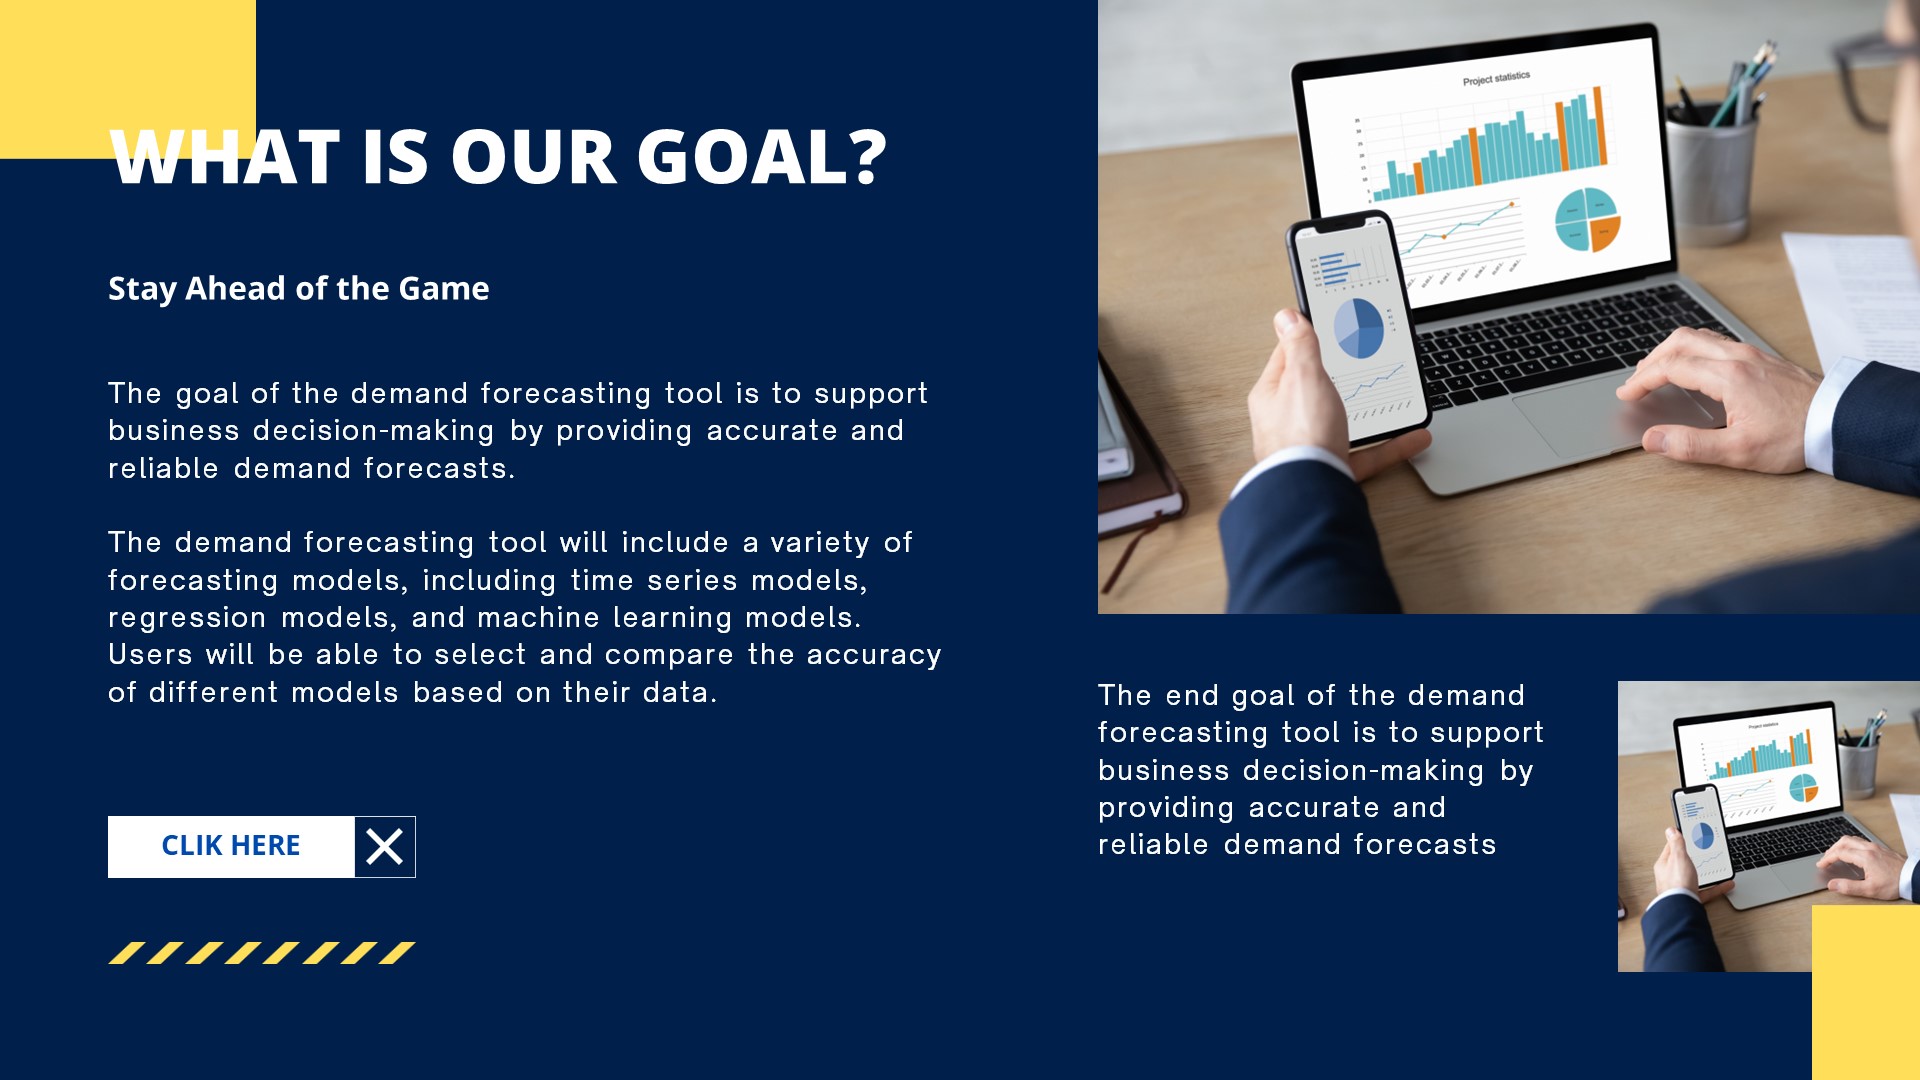 WHAT IS OUR GOAL?
Stay Ahead of the Game
The goal of the demand forecasting tool is to support
business decision-making by providing accurate and
reliable demand forecasts.
The demand forecasting tool will include a variety of
forecasting models, including time series models,
regression models, and machine learning models.
Users will be able to select and compare the accuracy
of different models based on their data.
CLIK HERE
Project statistics
The end goal of the demand
forecasting tool is to support
business decision-making by
providing accurate and
reliable demand forecasts
Project statistics